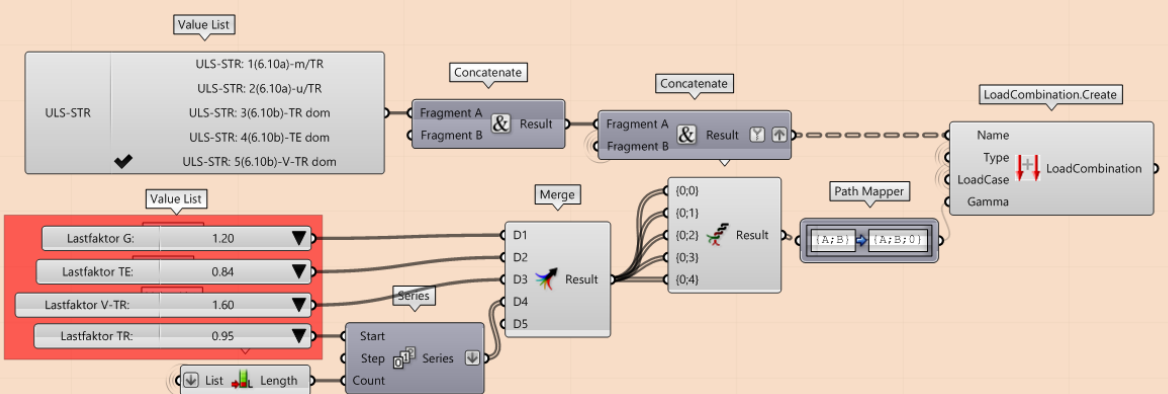 Value List
ULS-STR
ULS-STR: 1(6.10a)-m/TR
ULS-STR: 2(6.10a)-u/TR
ULS-STR: 3(6.10b)-TR dom
ULS-STR: 4(6.10b)-TE dom
ULS-STR: 5(6.10b)-V-TR dom
Concatenate
Fragment A
Fragment B
Result
Concatenate
Fragment A
Fragment B
Result
LoadCombination.Create
Name
Type
LoadCase
Gamma
LoadCombination
Value List
Lastfaktor G: 1.20
Lastfaktor TE: 0.84
Lastfaktor V-TR: 1.60
Lastfaktor TR: 0.95
Merge
D1
D2
D3
D4
D5
Result
{0;0}
{0;1}
{0;2}
{0;3}
{0;4}
Result
Path Mapper
{A;B} {A;B;0}
Series
Start
Step
Count
Series
List Length